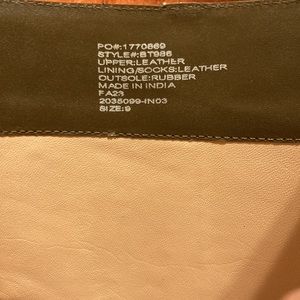 PO#:1770869
STYLE#:BT986
UPPER:LEATHER
LINING/SOCKS:LEATHER
OUTSOLE:RUBBER
MADE IN INDIA
FA23
2035099-IN03
SIZE:9